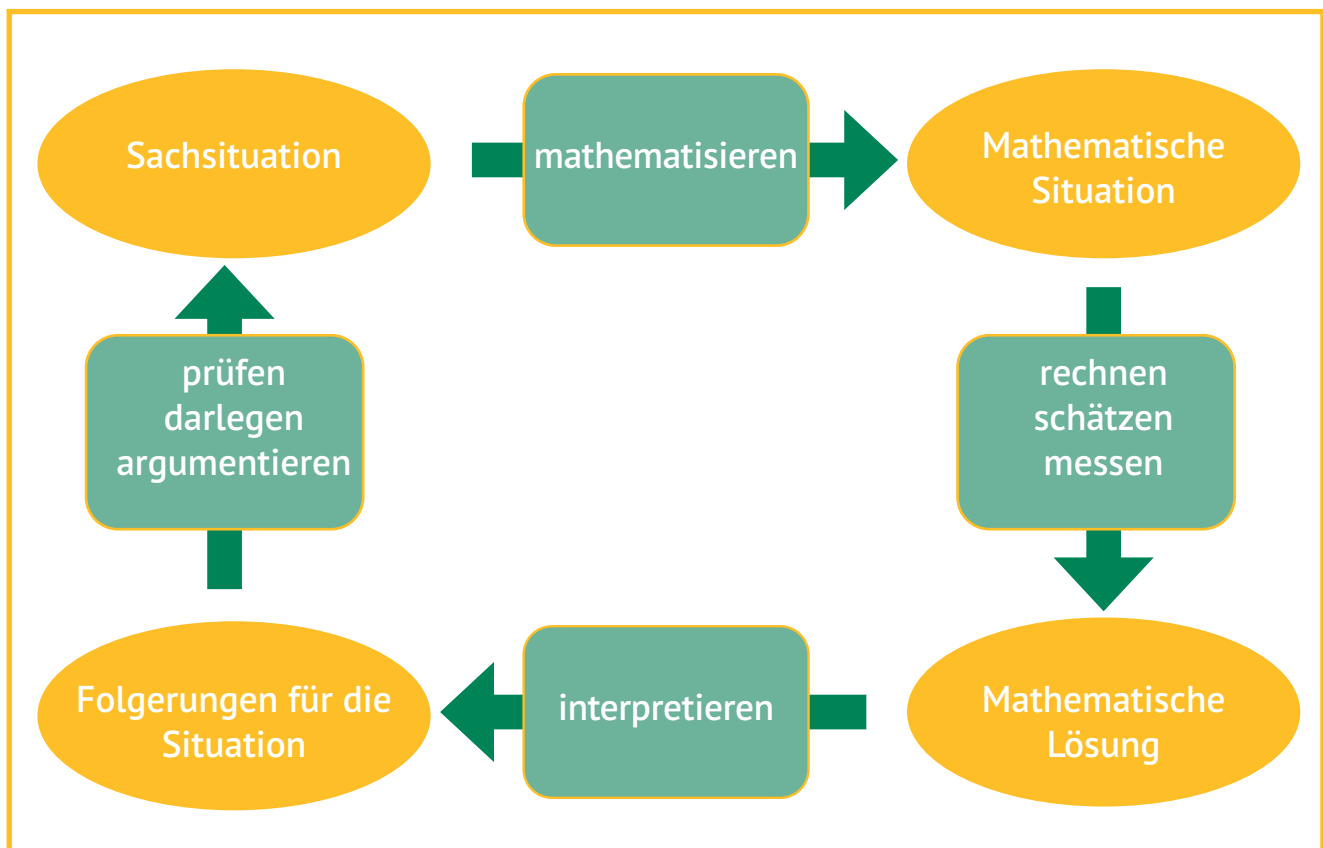 Sachsituation
mathematisieren
Mathematische
Situation
prüfen
darlegen
argumentieren
rechnen
schätzen
messen
Folgerungen für die
Situation
interpretieren
Mathematische
Lösung